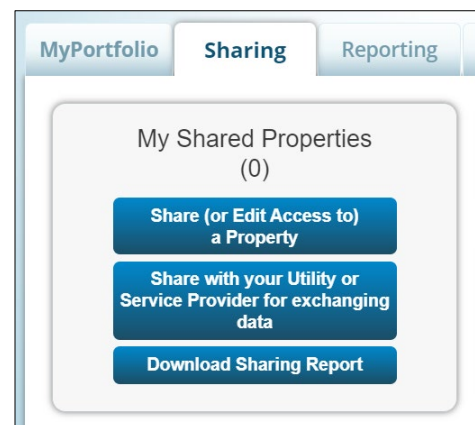 MyPortfolio Sharing Reporting
My Shared Properties
(0)
Share (or Edit Access to)
a Property
Share with your Utility or
Service Provider for exchanging
data
Download Sharing Report